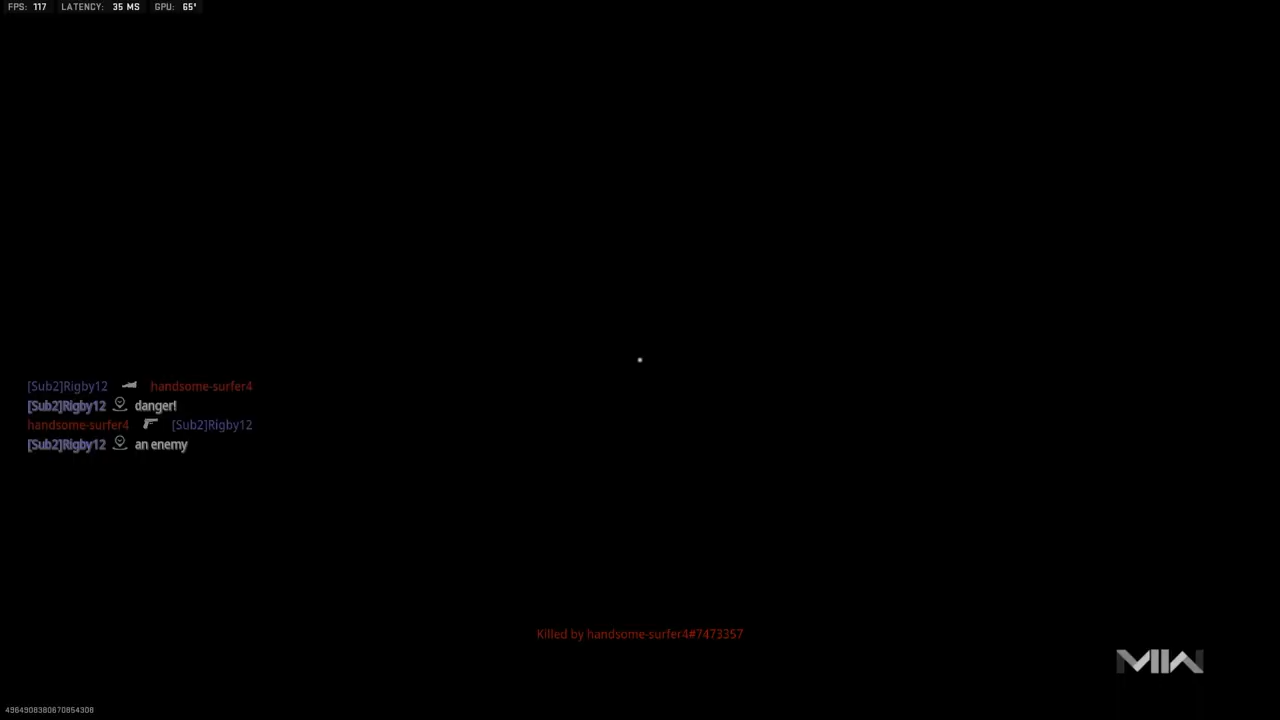 FPS: 117 LATENCY: 35 MS GPU: 65°
[Sub2]Rigby12 handsome-surfer4
[Sub2]Rigby12 danger!
handsome-surfer4 [Sub2]Rigby12
[Sub2]Rigby12 an enemy
Killed by handsome-surfer4#7473357
MW